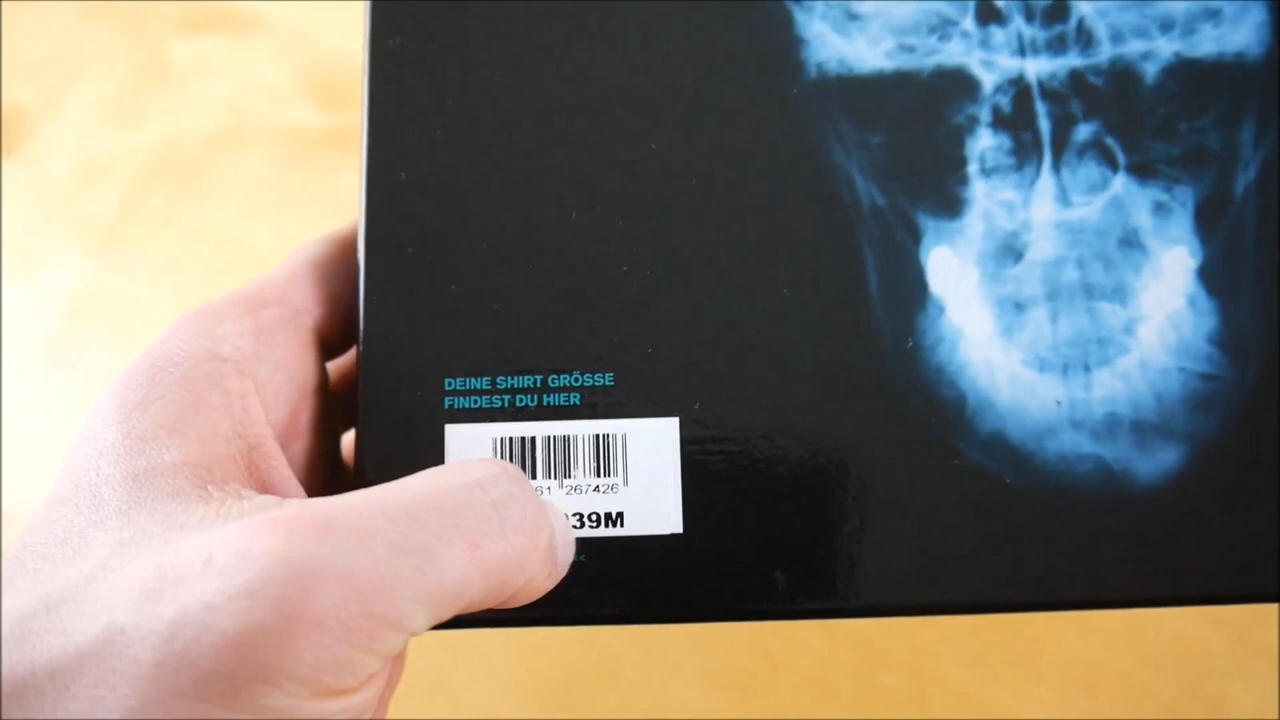 DEINE SHIRT GRÖSSE
FINDEST DU HIER
61 267426
39M
<<